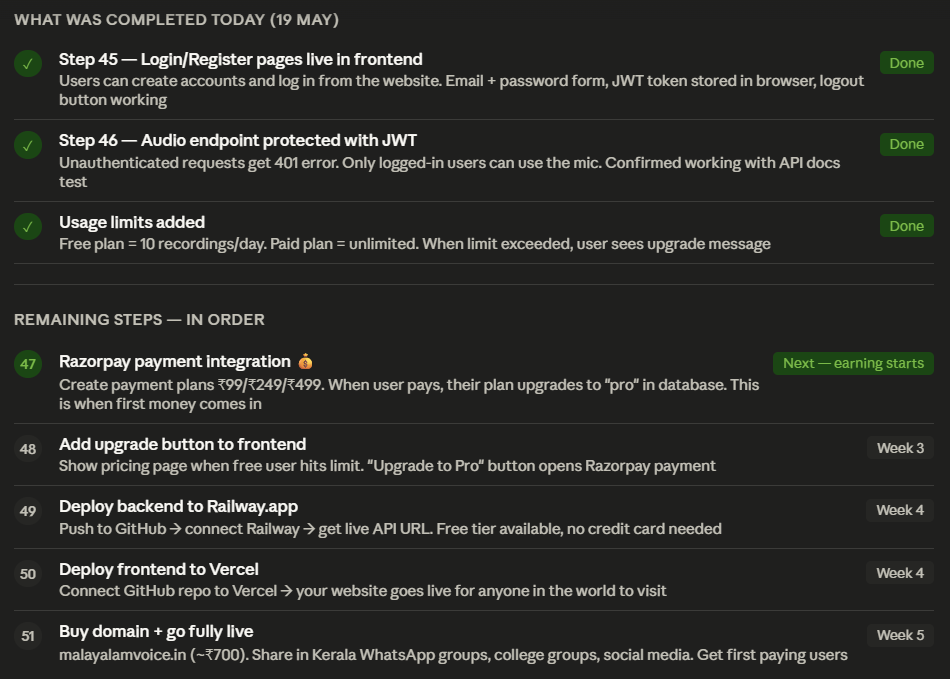 WHAT WAS COMPLETED TODAY (19 MAY)
✓ Step 45 — Login/Register pages live in frontend Done
Users can create accounts and log in from the website. Email + password form, JWT token stored in browser, logout
button working
✓ Step 46 — Audio endpoint protected with JWT Done
Unauthenticated requests get 401 error. Only logged-in users can use the mic. Confirmed working with API docs
test
✓ Usage limits added Done
Free plan = 10 recordings/day. Paid plan = unlimited. When limit exceeded, user sees upgrade message
REMAINING STEPS — IN ORDER
47 Razorpay payment integration 💰 Next — earning starts
Create payment plans ₹99/₹249/₹499. When user pays, their plan upgrades to "pro" in database. This
is when first money comes in
48 Add upgrade button to frontend Week 3
Show pricing page when free user hits limit. "Upgrade to Pro" button opens Razorpay payment
49 Deploy backend to Railway.app Week 4
Push to GitHub → connect Railway → get live API URL. Free tier available, no credit card needed
50 Deploy frontend to Vercel Week 4
Connect GitHub repo to Vercel → your website goes live for anyone in the world to visit
51 Buy domain + go fully live Week 5
malayalamvoice.in (~₹700). Share in Kerala WhatsApp groups, college groups, social media. Get first paying users